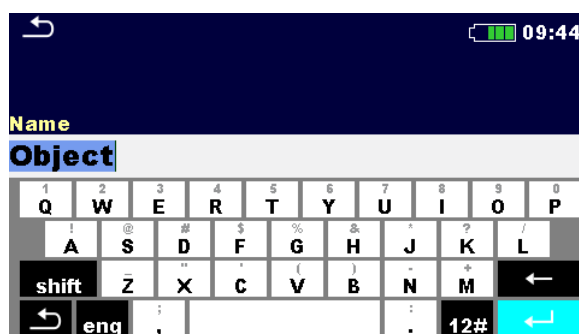 09:44
Name
Object
1 2 3 4 5 6 7 8 9 0
Q W E R T Y U I O P
! @ # $ % & * ? /
A S D F G H J K L
_ " ' ( ) - +
shift Z X C V B N M
; :
eng , . 12#